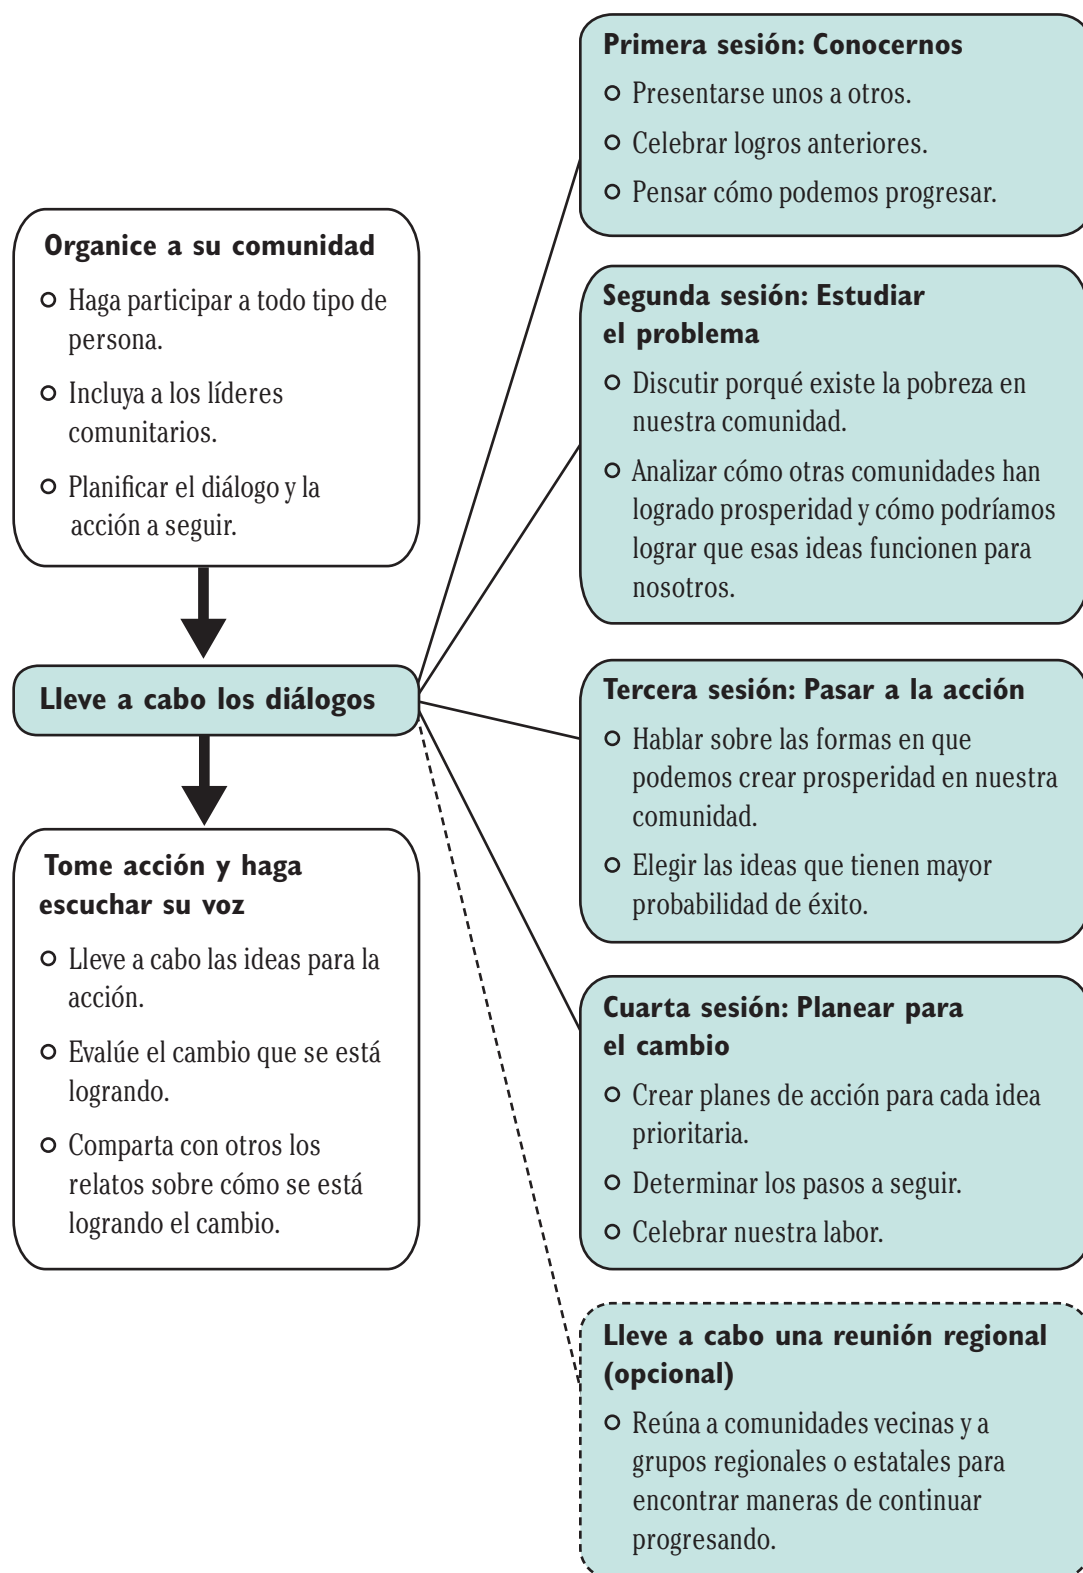 Organice a su comunidad
Haga participar a todo tipo de
persona.
Incluya a los líderes
comunitarios.
Planificar el diálogo y la
acción a seguir.
Lleve a cabo los diálogos
Tome acción y haga
escuchar su voz
Lleve a cabo las ideas para la
acción.
Evalúe el cambio que se está
logrando.
Comparta con otros los
relatos sobre cómo se está
logrando el cambio.
Primera sesión: Conocernos
Presentarse unos a otros.
Celebrar logros anteriores.
Pensar cómo podemos progresar.
Segunda sesión: Estudiar
el problema
Discutir porqué existe la pobreza en
nuestra comunidad.
Analizar cómo otras comunidades han
logrado prosperidad y cómo podríamos
lograr que esas ideas funcionen para
nosotros.
Tercera sesión: Pasar a la acción
Hablar sobre las formas en que
podemos crear prosperidad en nuestra
comunidad.
Elegir las ideas que tienen mayor
probabilidad de éxito.
Cuarta sesión: Planear para
el cambio
Crear planes de acción para cada idea
prioritaria.
Determinar los pasos a seguir.
Celebrar nuestra labor.
Lleve a cabo una reunión regional
(opcional)
Reúna a comunidades vecinas y a
grupos regionales o estatales para
encontrar maneras de continuar
progresando.